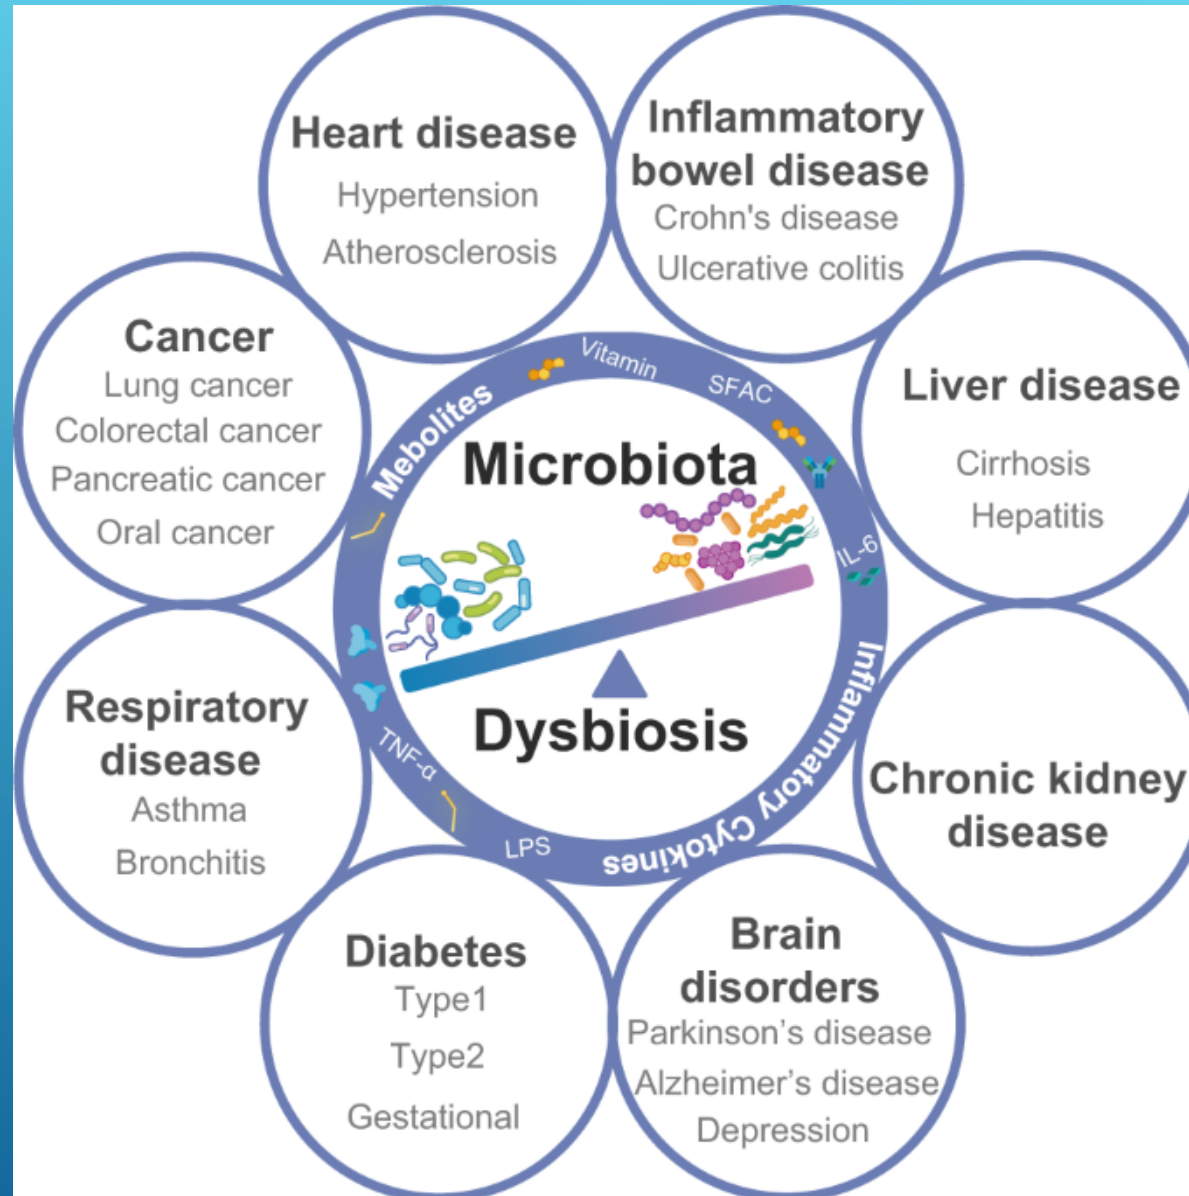 Heart disease
Hypertension
Atherosclerosis
Inflammatory
bowel disease
Crohn's disease
Ulcerative colitis
Cancer
Lung cancer
Colorectal cancer
Pancreatic cancer
Oral cancer
Liver disease
Cirrhosis
Hepatitis
Mebolites
Vitamin
SFAC
IL-6
Inflammatory Cytokines
LPS
TNF-α
Microbiota
Dysbiosis
Respiratory
disease
Asthma
Bronchitis
Chronic kidney
disease
Diabetes
Type1
Type2
Gestational
Brain
disorders
Parkinson’s disease
Alzheimer’s disease
Depression